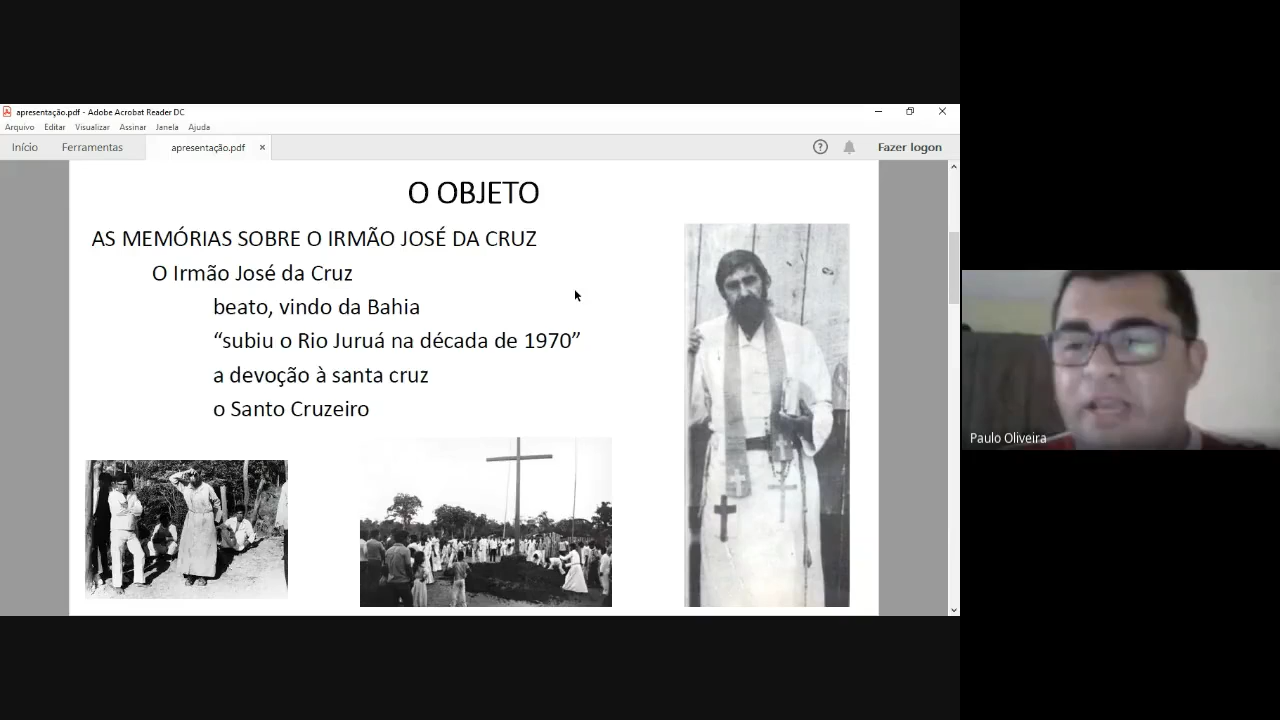 apresentação.pdf - Adobe Acrobat Reader DC
Arquivo Editar Visualizar Assinar Janela Ajuda
Início Ferramentas apresentação.pdf × ? Fazer logon
O OBJETO
AS MEMÓRIAS SOBRE O IRMÃO JOSÉ DA CRUZ
O Irmão José da Cruz
beato, vindo da Bahia
“subiu o Rio Juruá na década de 1970”
a devoção à santa cruz
o Santo Cruzeiro
Paulo Oliveira